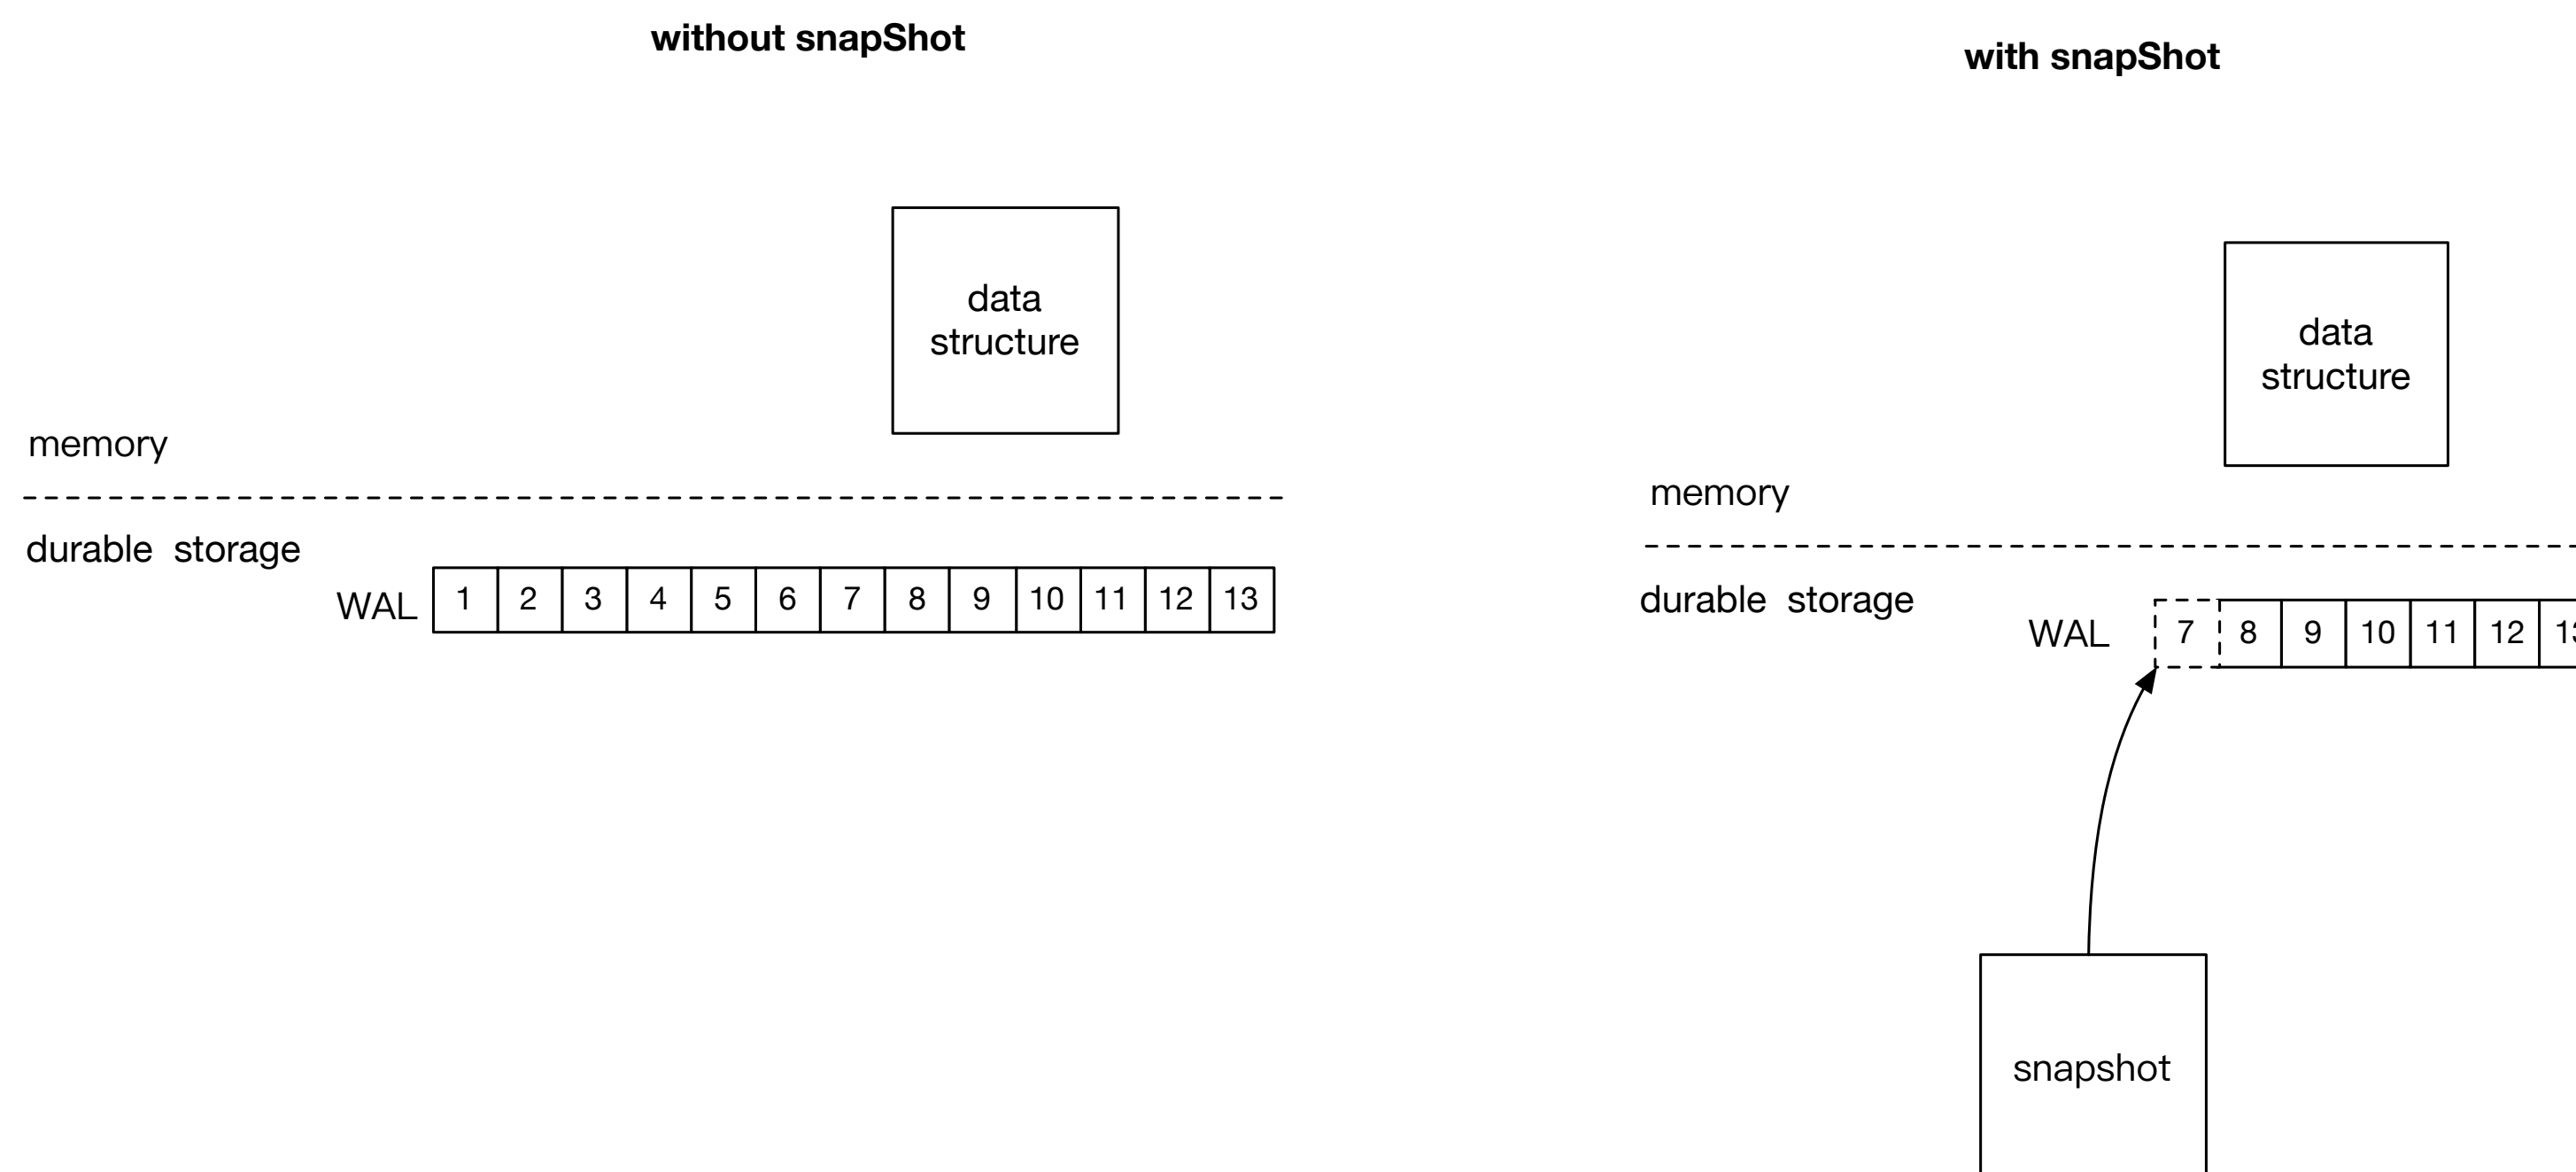 without snapShot
data
structure
memory
durable storage
WAL 1 2 3 4 5 6 7 8 9 10 11 12 13
with snapShot
data
structure
memory
durable storage
WAL 7 8 9 10 11 12
snapshot